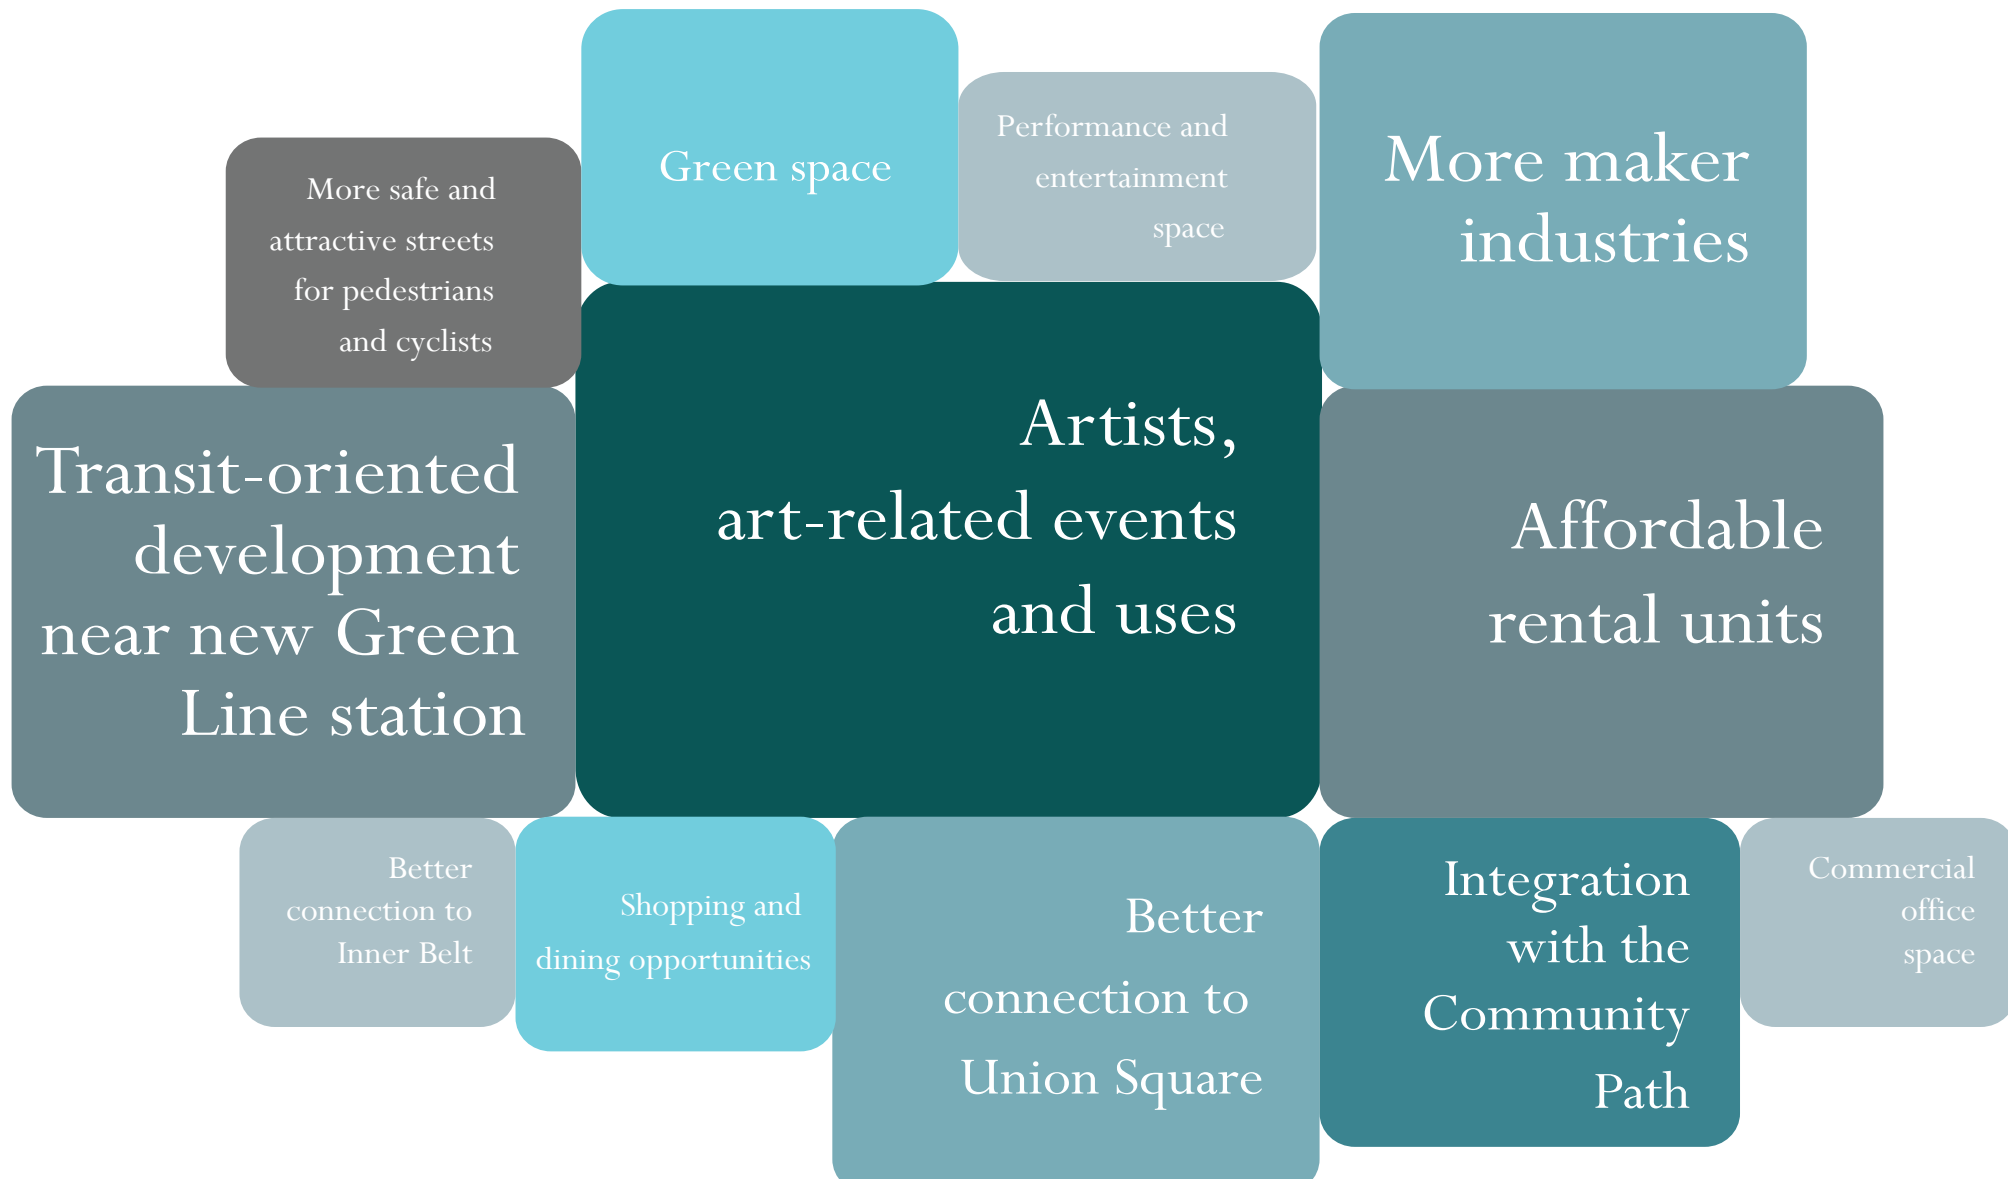 Green space
Performance and
entertainment
space
More maker
industries
More safe and
attractive streets
for pedestrians
and cyclists
Transit-oriented
development
near new Green
Line station
Artists,
art-related events
and uses
Affordable
rental units
Better
connection to
Inner Belt
Shopping and
dining opportunities
Better
connection to
Union Square
Integration
with the
Community
Path
Commercial
office
space